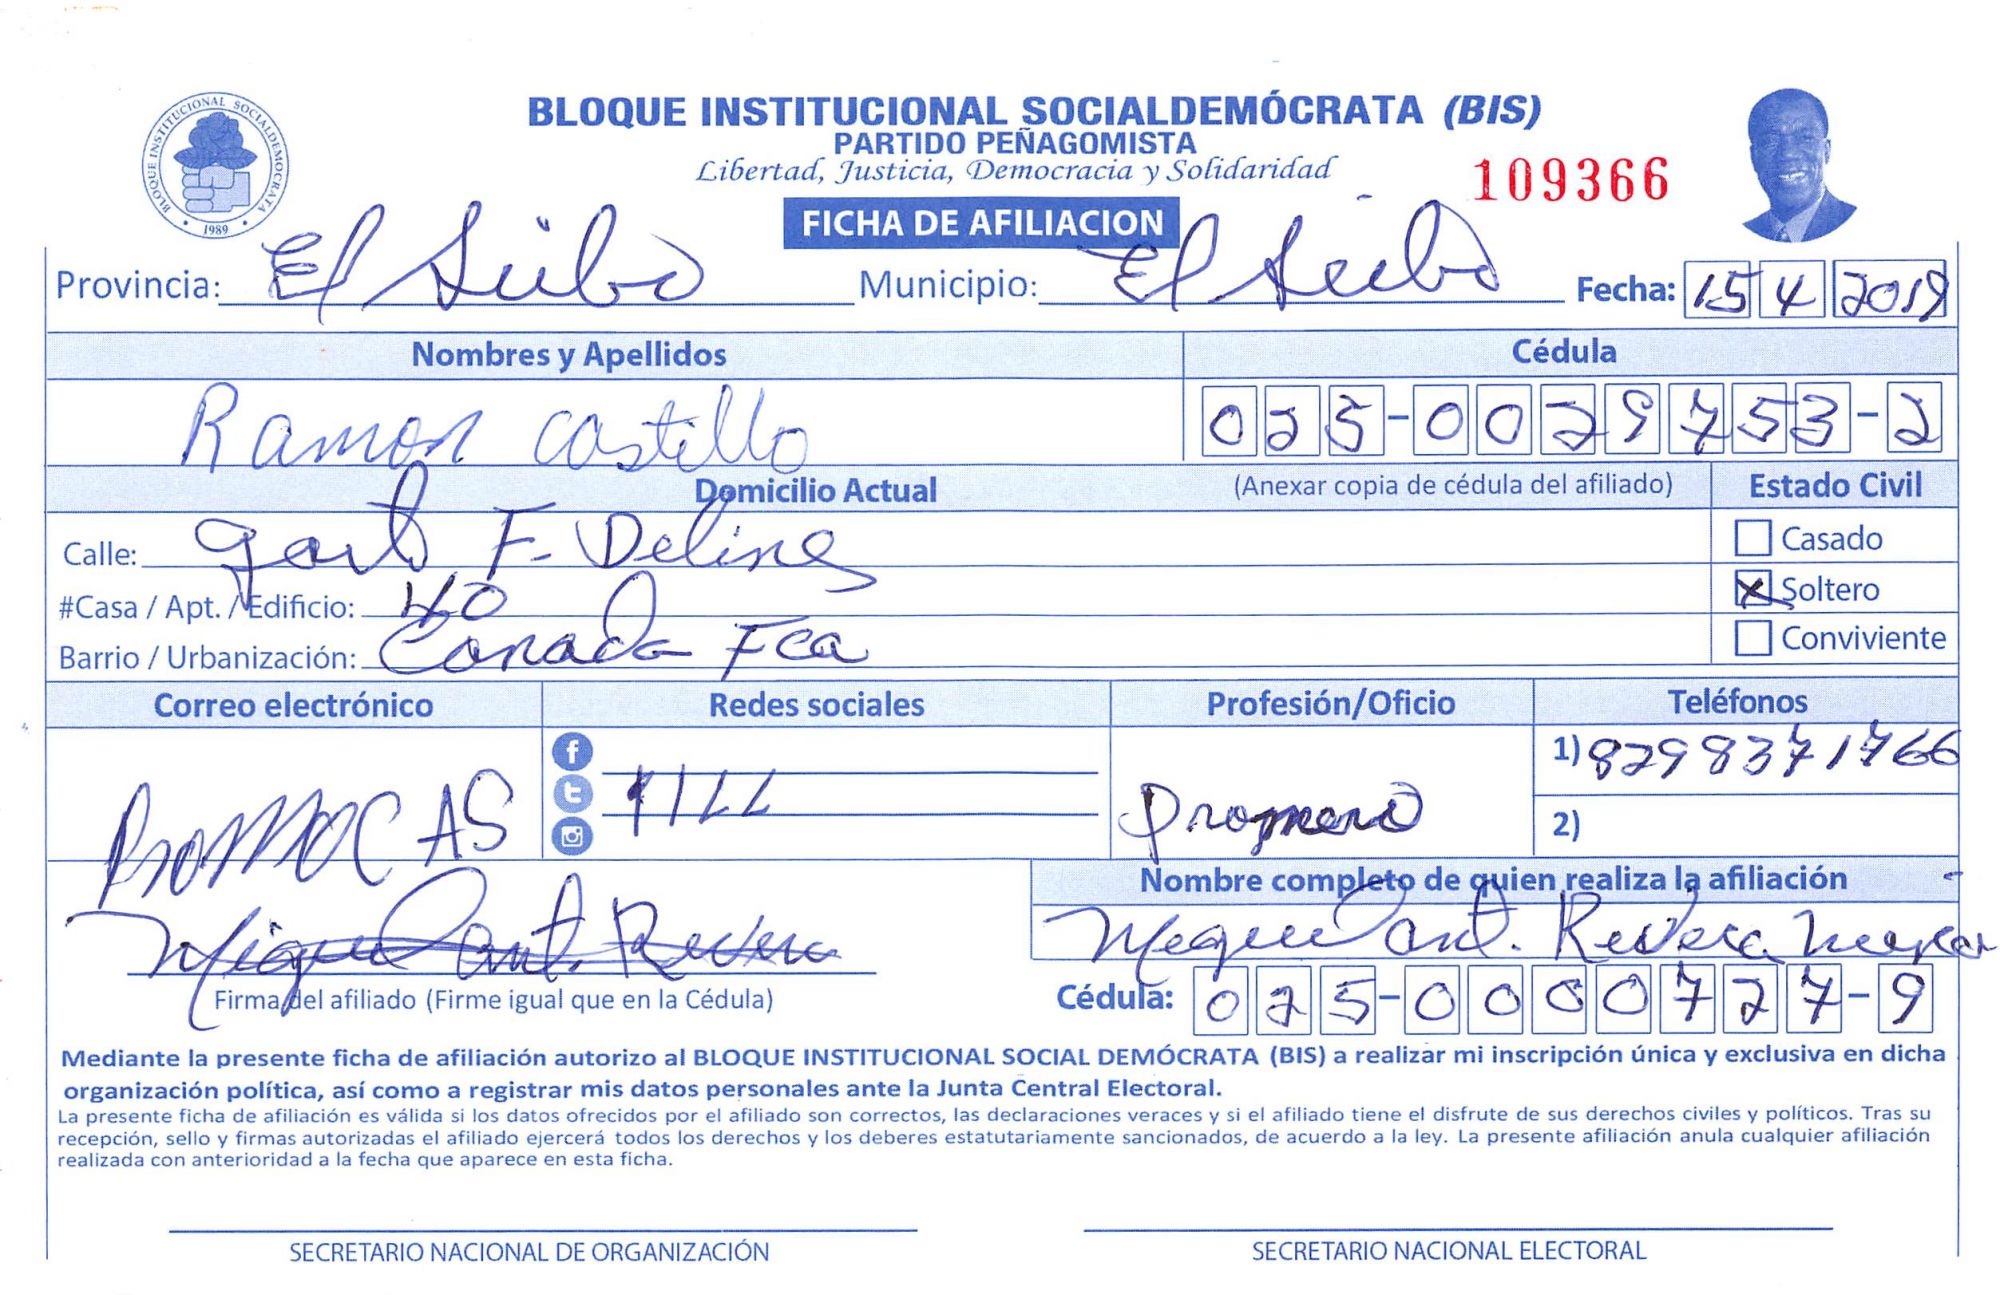 BLOQUE INSTITUCIONAL SOCIALDEMOCRATA
1989
BLOQUE INSTITUCIONAL SOCIALDEMÓCRATA (BIS)
PARTIDO PEÑAGOMISTA
Libertad, Justicia, Democracia y Solidaridad
109366
FICHA DE AFILIACION
Provincia: El Seibo Municipio: El Seibo Fecha: 15 4 2019
Nombres y Apellidos Cédula
Ramon Castillo 025-0029753-2
Domicilio Actual (Anexar copia de cédula del afiliado) Estado Civil
Calle: F. Casado
#Casa / Apt. / Edificio: 40 X Soltero
Barrio / Urbanización: Fca Conviviente
Correo electrónico Redes sociales Profesión/Oficio Teléfonos
1) 8298371766
2)
Nombre completo de quien realiza la afiliación
Miguel Ant. Rivera
Firma del afiliado (Firme igual que en la Cédula)
Cédula: 025-0000727-9
Mediante la presente ficha de afiliación autorizo al BLOQUE INSTITUCIONAL SOCIAL DEMÓCRATA (BIS) a realizar mi inscripción única y exclusiva en dicha
organización política, así como a registrar mis datos personales ante la Junta Central Electoral.
La presente ficha de afiliación es válida si los datos ofrecidos por el afiliado son correctos, las declaraciones veraces y si el afiliado tiene el disfrute de sus derechos civiles y políticos. Tras su
recepción, sello y firmas autorizadas el afiliado ejercerá todos los derechos y los deberes estatutariamente sancionados, de acuerdo a la ley. La presente afiliación anula cualquier afiliación
realizada con anterioridad a la fecha que aparece en esta ficha.
SECRETARIO NACIONAL DE ORGANIZACIÓN SECRETARIO NACIONAL ELECTORAL